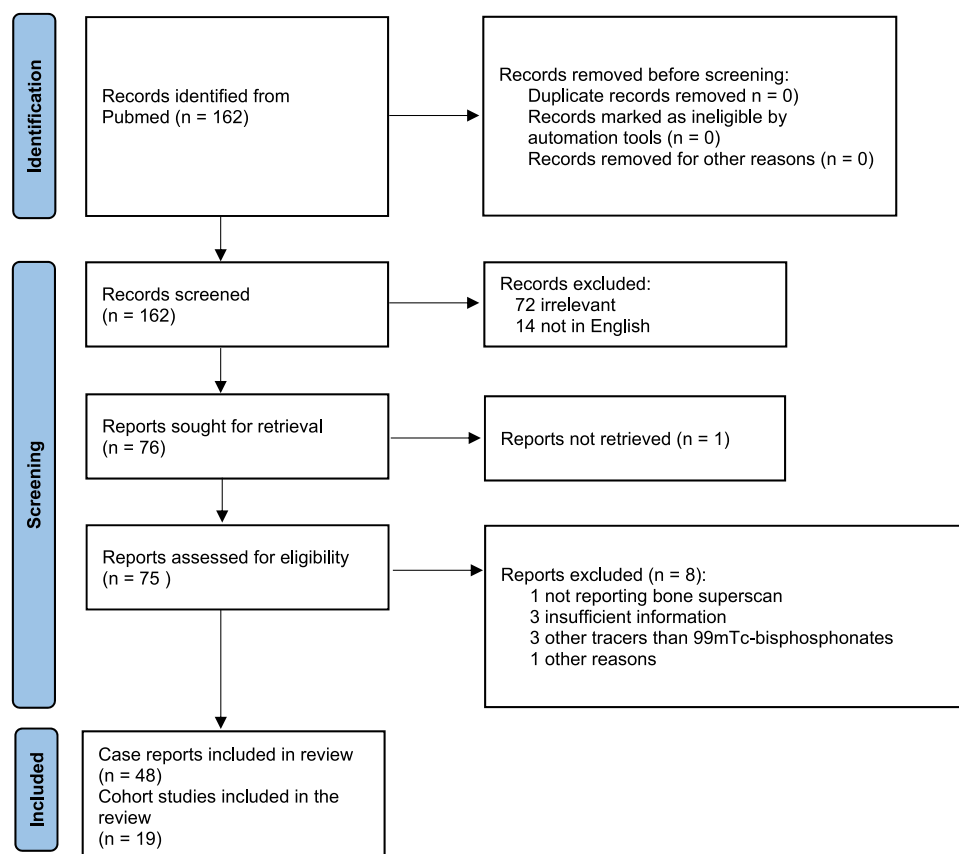 Identification
Records identified from
Pubmed (n = 162)
Records removed before screening:
Duplicate records removed n = 0)
Records marked as ineligible by
automation tools (n = 0)
Records removed for other reasons (n = 0)
Screening
Records screened
(n = 162)
Records excluded:
72 irrelevant
14 not in English
Reports sought for retrieval
(n = 76)
Reports not retrieved (n = 1)
Reports assessed for eligibility
(n = 75 )
Reports excluded (n = 8):
1 not reporting bone superscan
3 insufficient information
3 other tracers than 99mTc-bisphosphonates
1 other reasons
Included
Case reports included in review
(n = 48)
Cohort studies included in the
review
(n = 19)